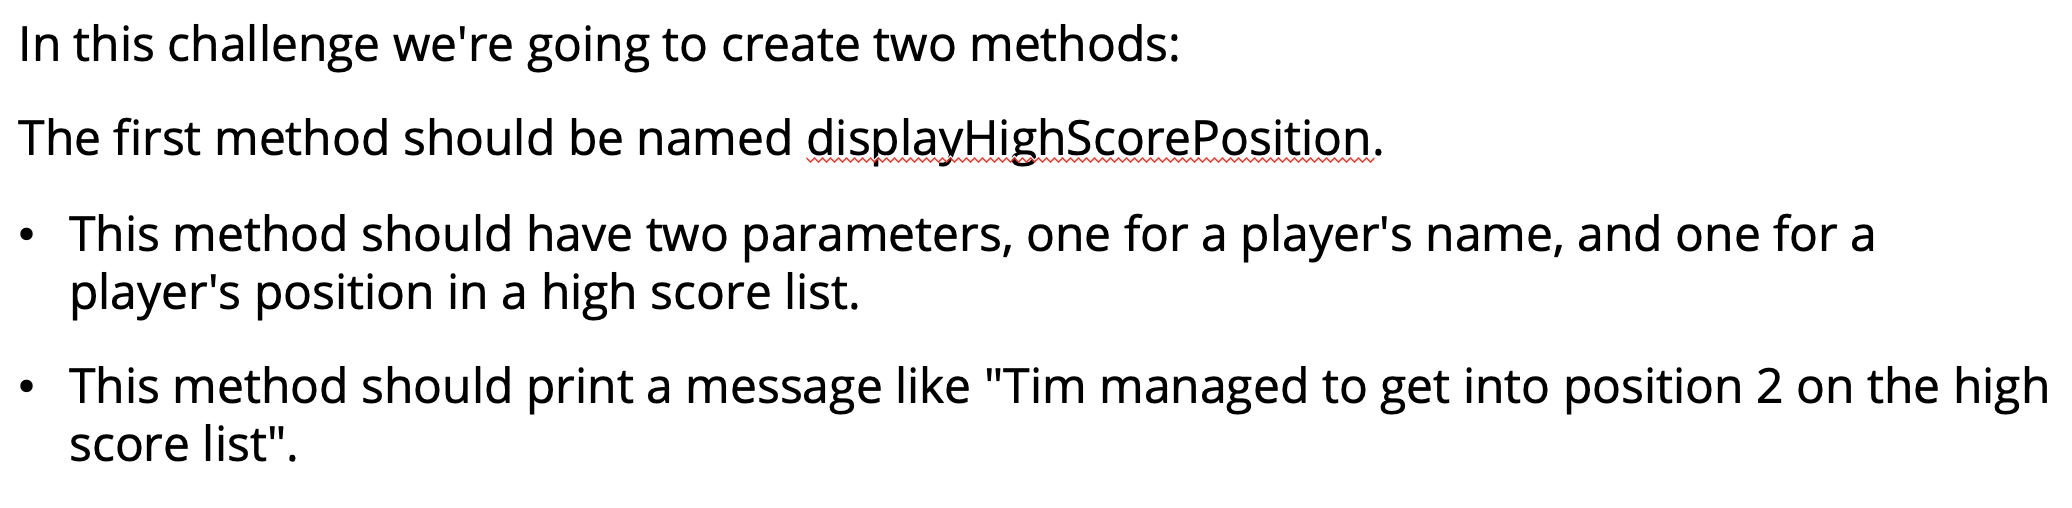 In this challenge we're going to create two methods:
The first method should be named displayHighScorePosition.
• This method should have two parameters, one for a player's name, and one for a
player's position in a high score list.
• This method should print a message like "Tim managed to get into position 2 on the high
score list".